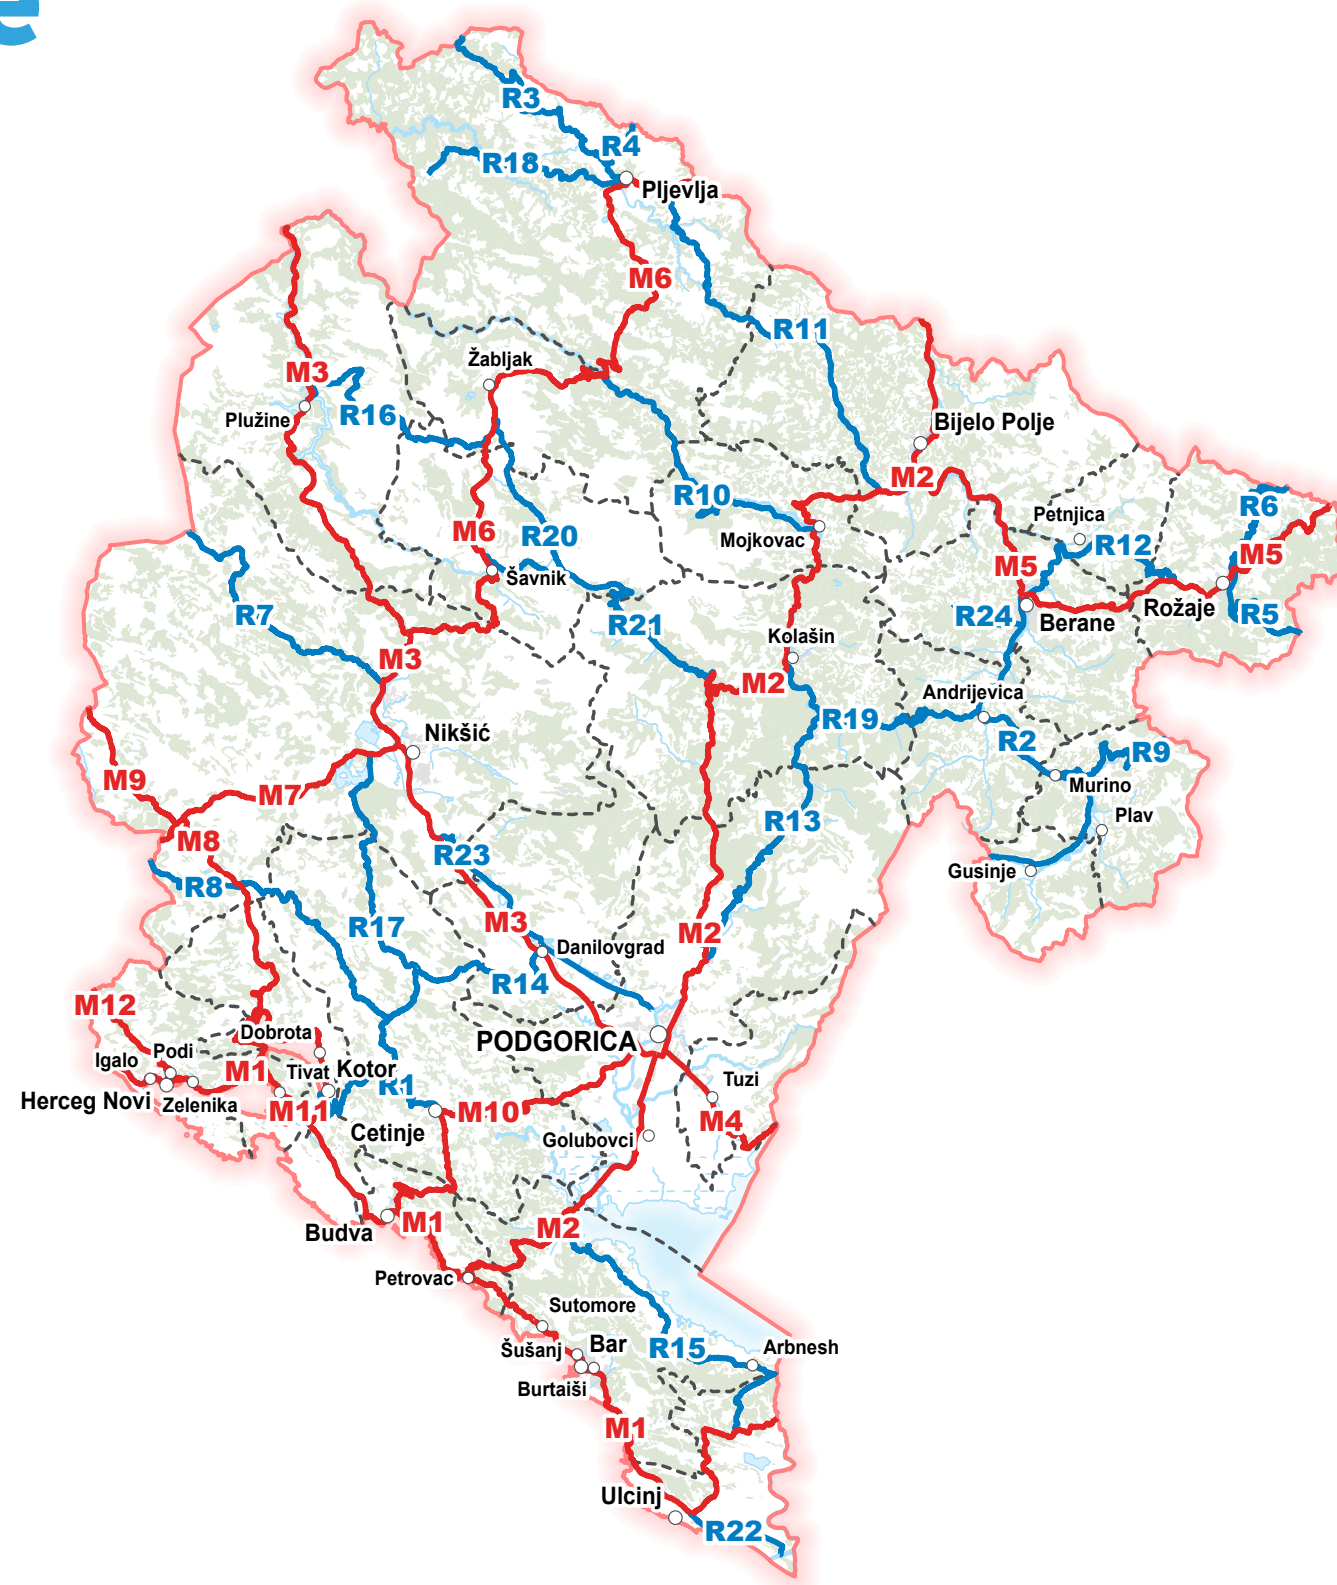 R3
R4
R18
Pljevlja
M6
R11
Žabljak
M3
R16
Plužine
Bijelo Polje
M2
R10
R6
Petnjica
Mojkovac
M6
R20
R12
M5
M5
Šavnik
Rožaje
R7
R24
Berane
R5
R21
Kolašin
M3
M2
Andrijevica
R19
Nikšić
R2
R9
M9
M7
Murino
R13
Plav
M8
R23
Gusinje
R8
M3
R17
M2
Danilovgrad
R14
M12
Dobrota
PODGORICA
Podi
Igalo
M1
Tivat
Kotor
Tuzi
R1
Herceg Novi
Zelenika
M11
M10
M4
Cetinje
Golubovci
M1
M2
Budva
Petrovac
Sutomore
Šušanj
Bar
R15
Arbnesh
Burtaiši
M1
Ulcinj
R22